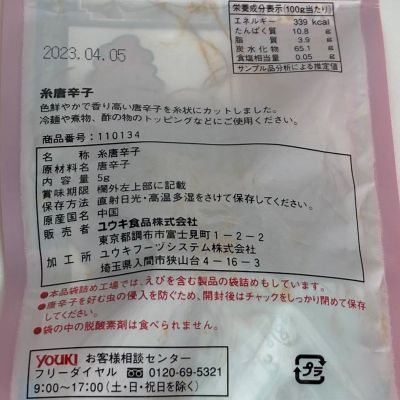 栄養成分表示(100g当たり)
エネルギー 339 kcal
たんぱく質 10.8 g
脂質 3.9 g
炭水化物 65.1 g
食塩相当量 0.05 g
サンプル品分析による推定値
2023.04.05
糸唐辛子
色鮮やかで香り高い唐辛子を糸状にカットしました。
冷麺や煮物、酢の物のトッピングなどにご使用ください。
商品番号:110134
名称 糸唐辛子
原材料名 唐辛子
内容量 5g
賞味期限 欄外左上部に記載
保存方法 直射日光・高温多湿をさけて保存してください。
原産国名 中国
販売者 ユウキ食品株式会社
東京都調布市富士見町1-2-2
加工所 ユウキフーヅシステム株式会社
埼玉県入間市狭山台4-16-3
●本品袋詰め工場では、えびを含む製品の袋詰めもしています。
●唐辛子を好む虫の侵入を防ぐため、開封後はチャックをしっかり閉めて保存
してください。
●袋の中の脱酸素剤は食べられません。
YOUKI お客様相談センター
フリーダイヤル 0120-69-5321
9:00~17:00(土・日・祝日を除く)
プラ